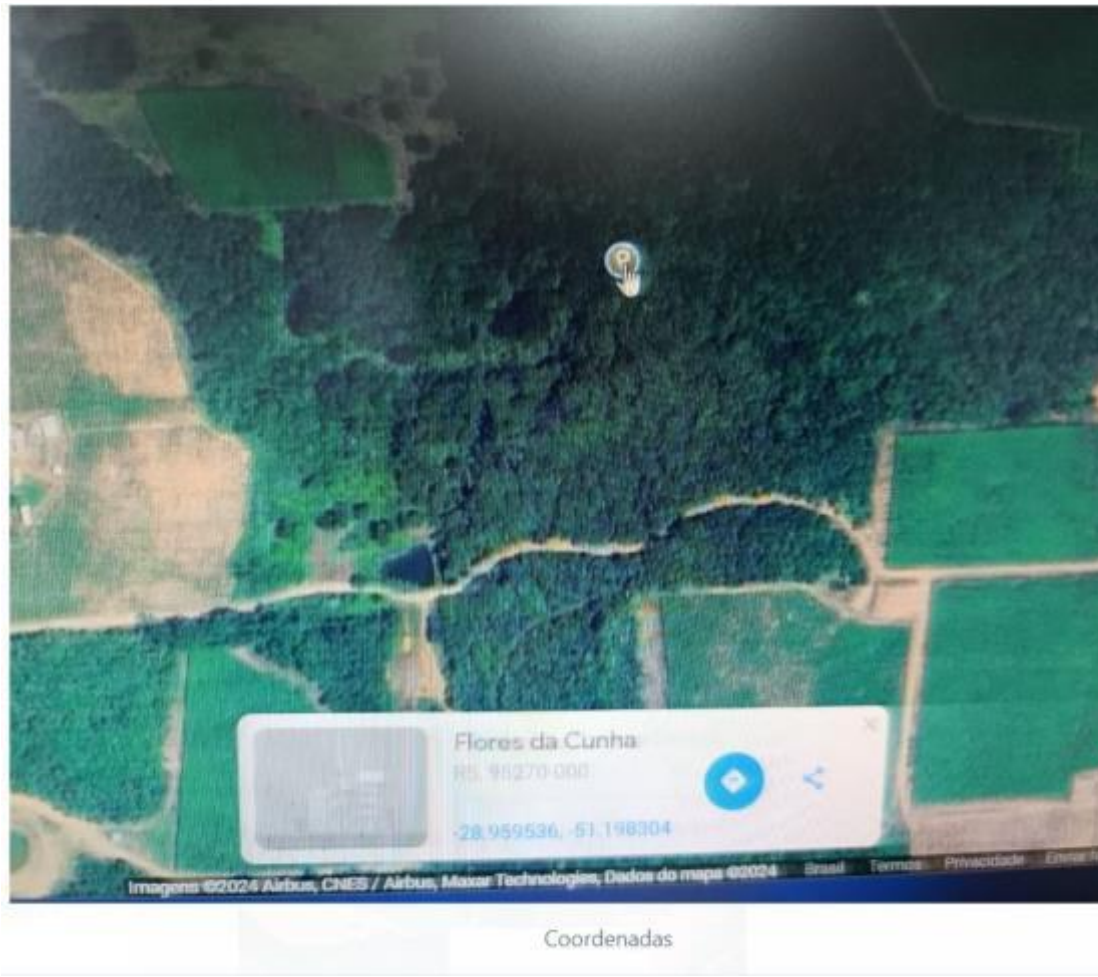 Flores da Cunha
RS, 95270-000
-28.959536, -51.198304
Imagens ©2024 Airbus, CNES / Airbus, Maxar Technologies, Dados do mapa ©2024 Brasil Termos Privacidade
Coordenadas